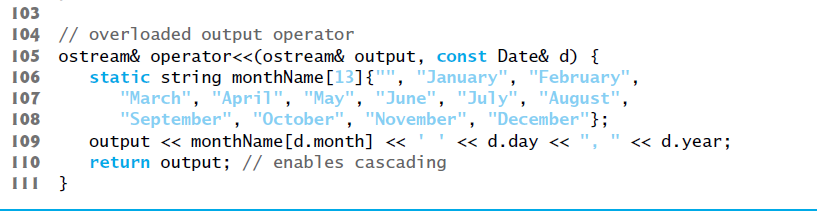 103
104 // overloaded output operator
105 ostream& operator<<(ostream& output, const Date& d) {
106    static string monthName[13]{"", "January", "February",
107       "March", "April", "May", "June", "July", "August",
108       "September", "October", "November", "December"};
109    output << monthName[d.month] << ' ' << d.day << ", " << d.year;
110    return output; // enables cascading
111 }